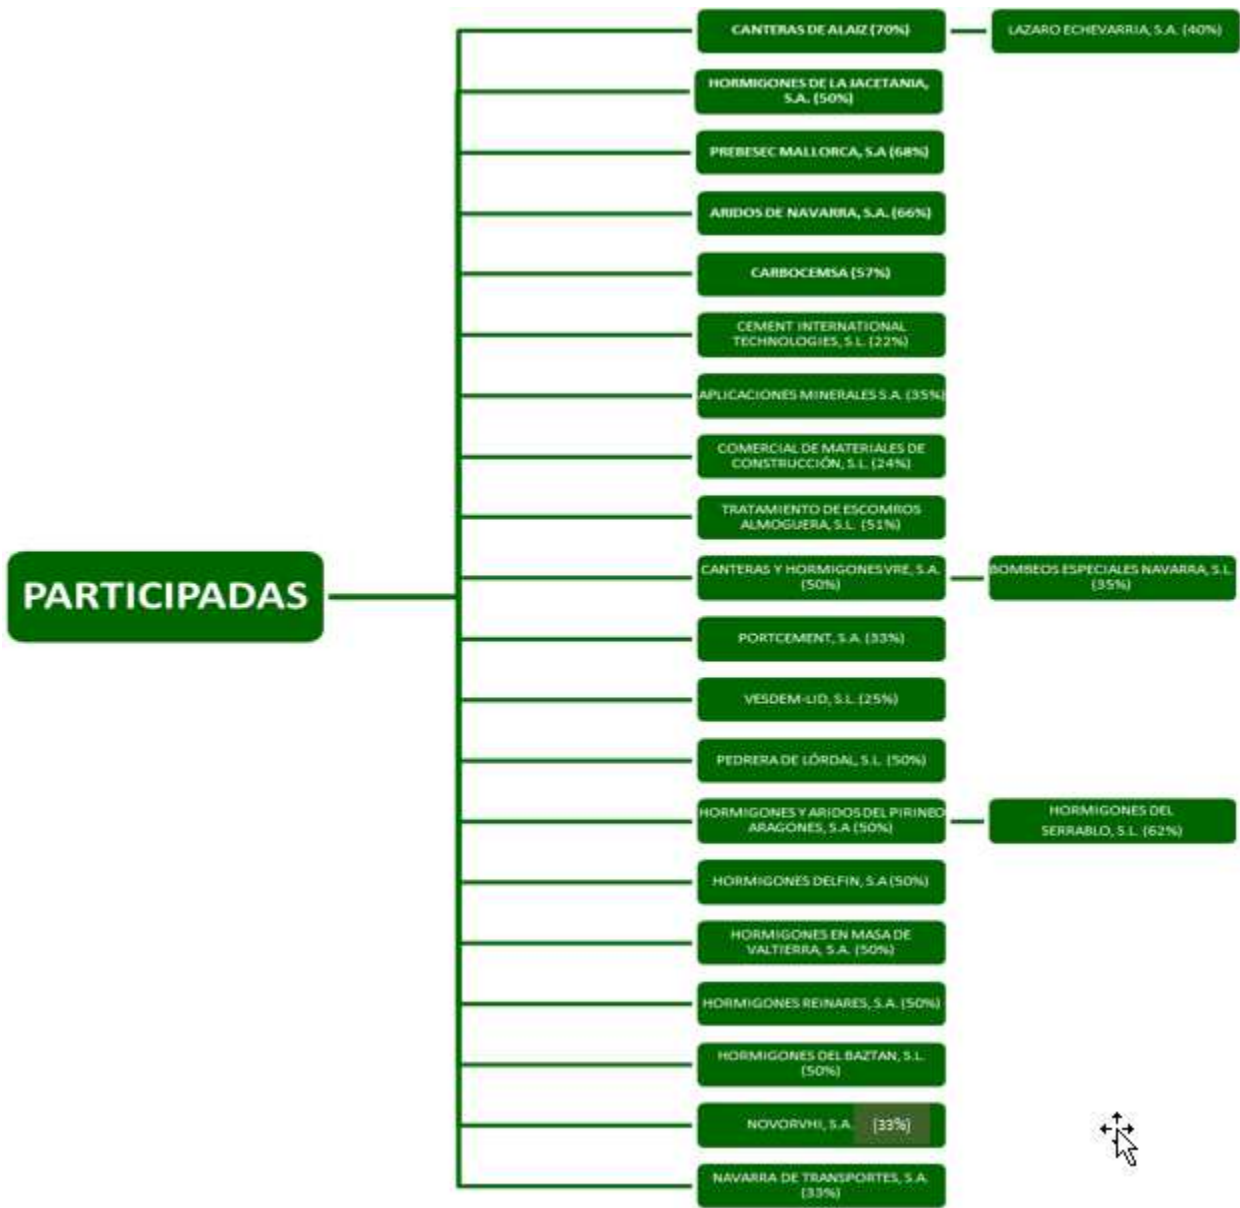 CANTERAS DE ALAIZ (70%)
LAZARO ECHEVARRIA, S.A. (40%)
HORMIGONES DE LA JACETANIA,
S.A. (50%)
PREBESEC MALLORCA, S.A (68%)
ARIDOS DE NAVARRA, S.A. (66%)
CARBOCEMSA (57%)
CEMENT INTERNATIONAL
TECHNOLOGIES, S.L. (22%)
APLICACIONES MINERALES S.A. (35%)
COMERCIAL DE MATERIALES DE
CONSTRUCCIÓN, S.L. (24%)
TRATAMIENTO DE ESCOMROS
ALMOGUERA, S.L. (51%)
PARTICIPADAS
CANTERAS Y HORMIGONES VRE, S.A.
(50%)
BOMBEOS ESPECIALES NAVARRA, S.L.
(35%)
PORTCEMENT, S.A. (33%)
VESDEM-LID, S.L. (25%)
PEDRERA DE LÓRDAL, S.L. (50%)
HORMIGONES Y ARIDOS DEL PIRINEO
ARAGONES, S.A (50%)
HORMIGONES DEL
SERRABLO, S.L. (62%)
HORMIGONES DELFIN, S.A (50%)
HORMIGONES EN MASA DE
VALTIERRA, S.A. (50%)
HORMIGONES REINARES, S.A. (50%)
HORMIGONES DEL BAZTAN, S.L.
(50%)
NOVORVHI, S.A. (33%)
NAVARRA DE TRANSPORTES, S.A.
(33%)